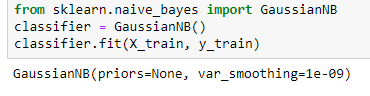 from sklearn.naive_bayes import GaussianNB
classifier = GaussianNB()
classifier.fit(X_train, y_train)
GaussianNB(priors=None, var_smoothing=1e-09)